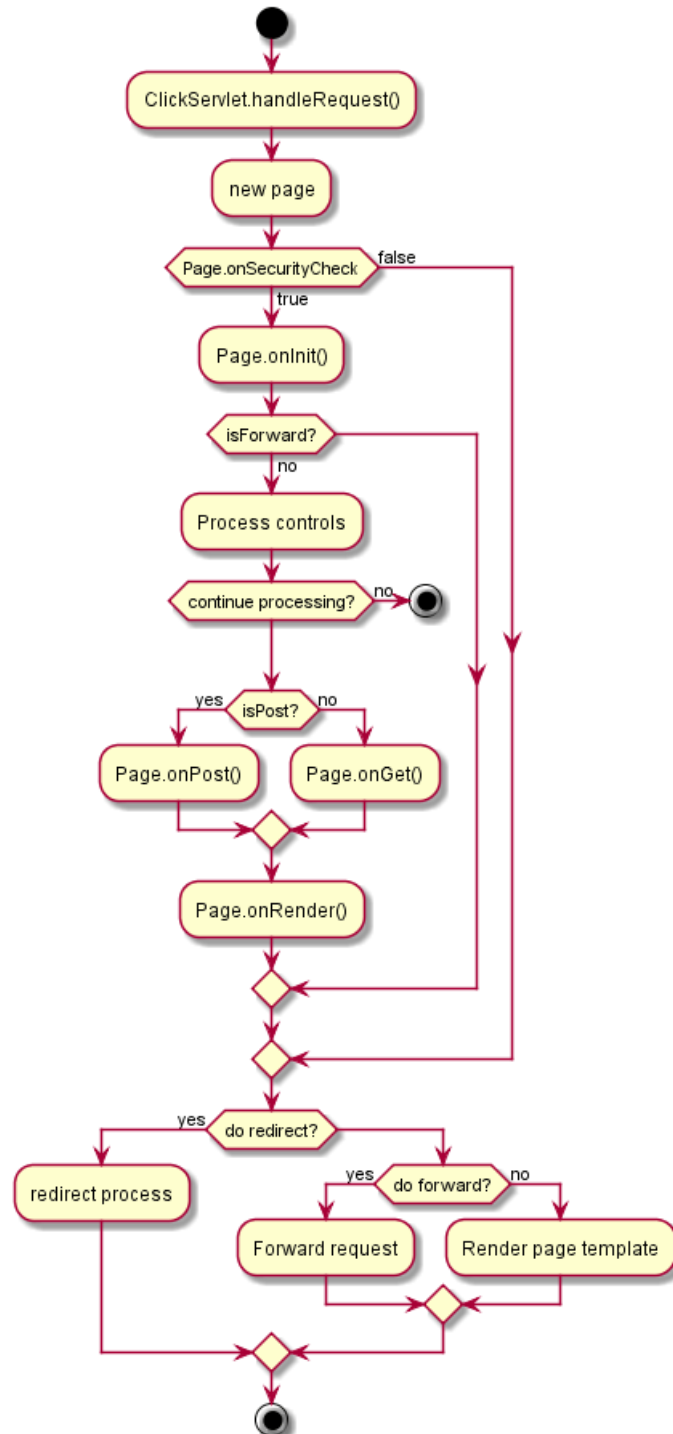 ClickServlet.handleRequest()
new page
Page.onSecurityCheck
false
true
Page.onInit()
isForward?
no
Process controls
continue processing?
no
yes
isPost?
no
Page.onPost()
Page.onGet()
Page.onRender()
yes
do redirect?
redirect process
yes
do forward?
no
Forward request
Render page template